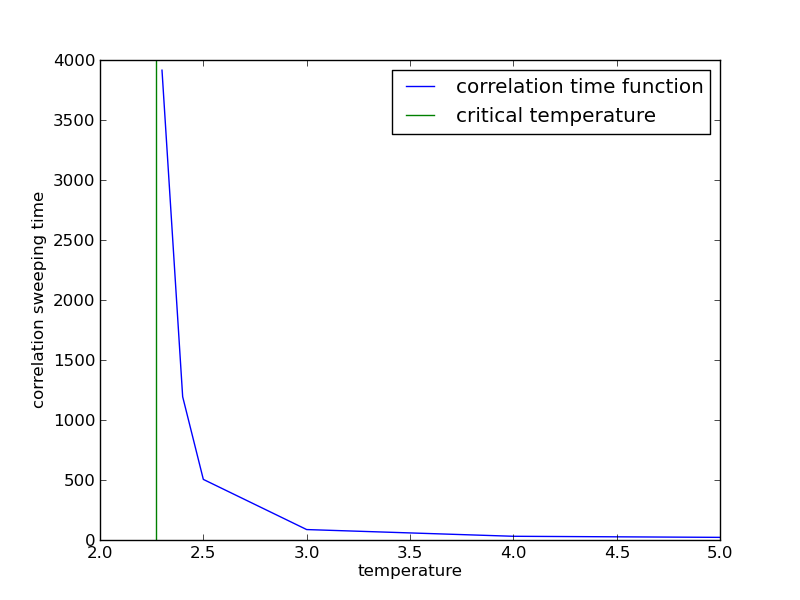 4000
3500
3000
2500
2000
1500
1000
500
0
correlation sweeping time
correlation time function
critical temperature
2.0 2.5 3.0 3.5 4.0 4.5 5.0
temperature